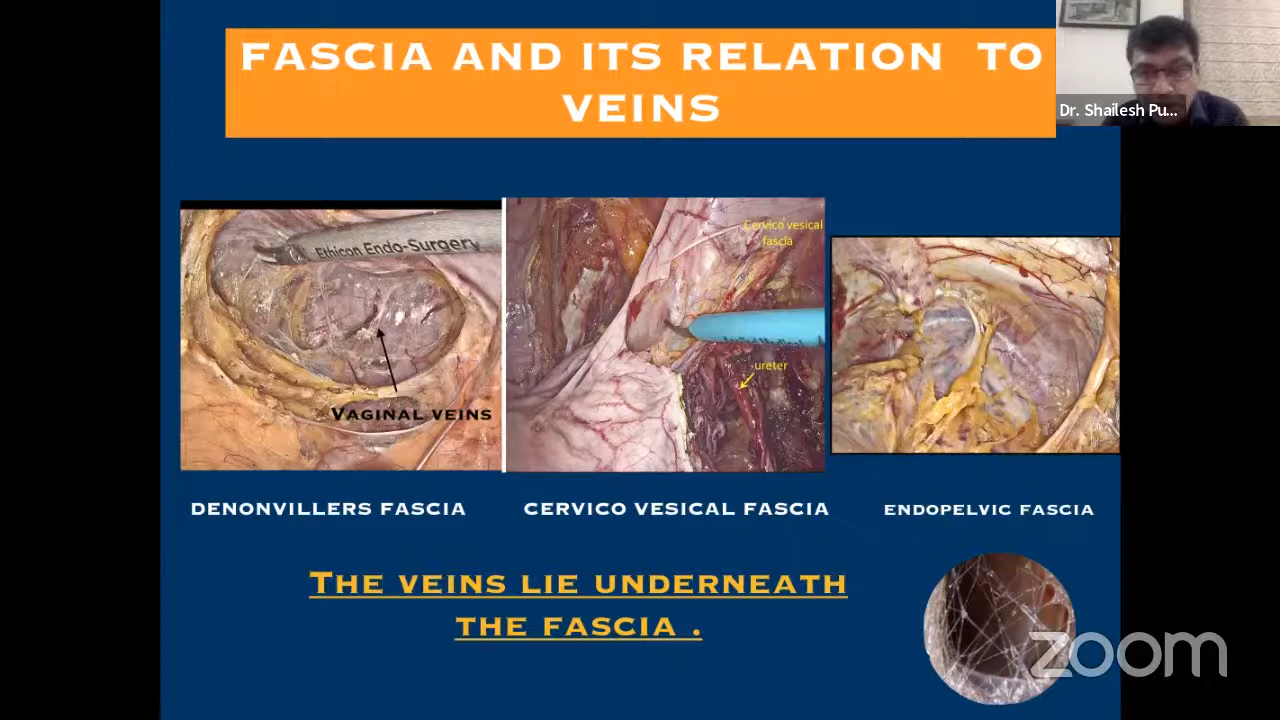 FASCIA AND ITS RELATION TO
VEINS
Dr. Shailesh Pu...
Ethicon Endo-Surgery
VAGINAL VEINS
Cervico vesical
fascia
ureter
DENONVILLERS FASCIA
CERVICO VESICAL FASCIA
ENDOPELVIC FASCIA
THE VEINS LIE UNDERNEATH
THE FASCIA .
zoom